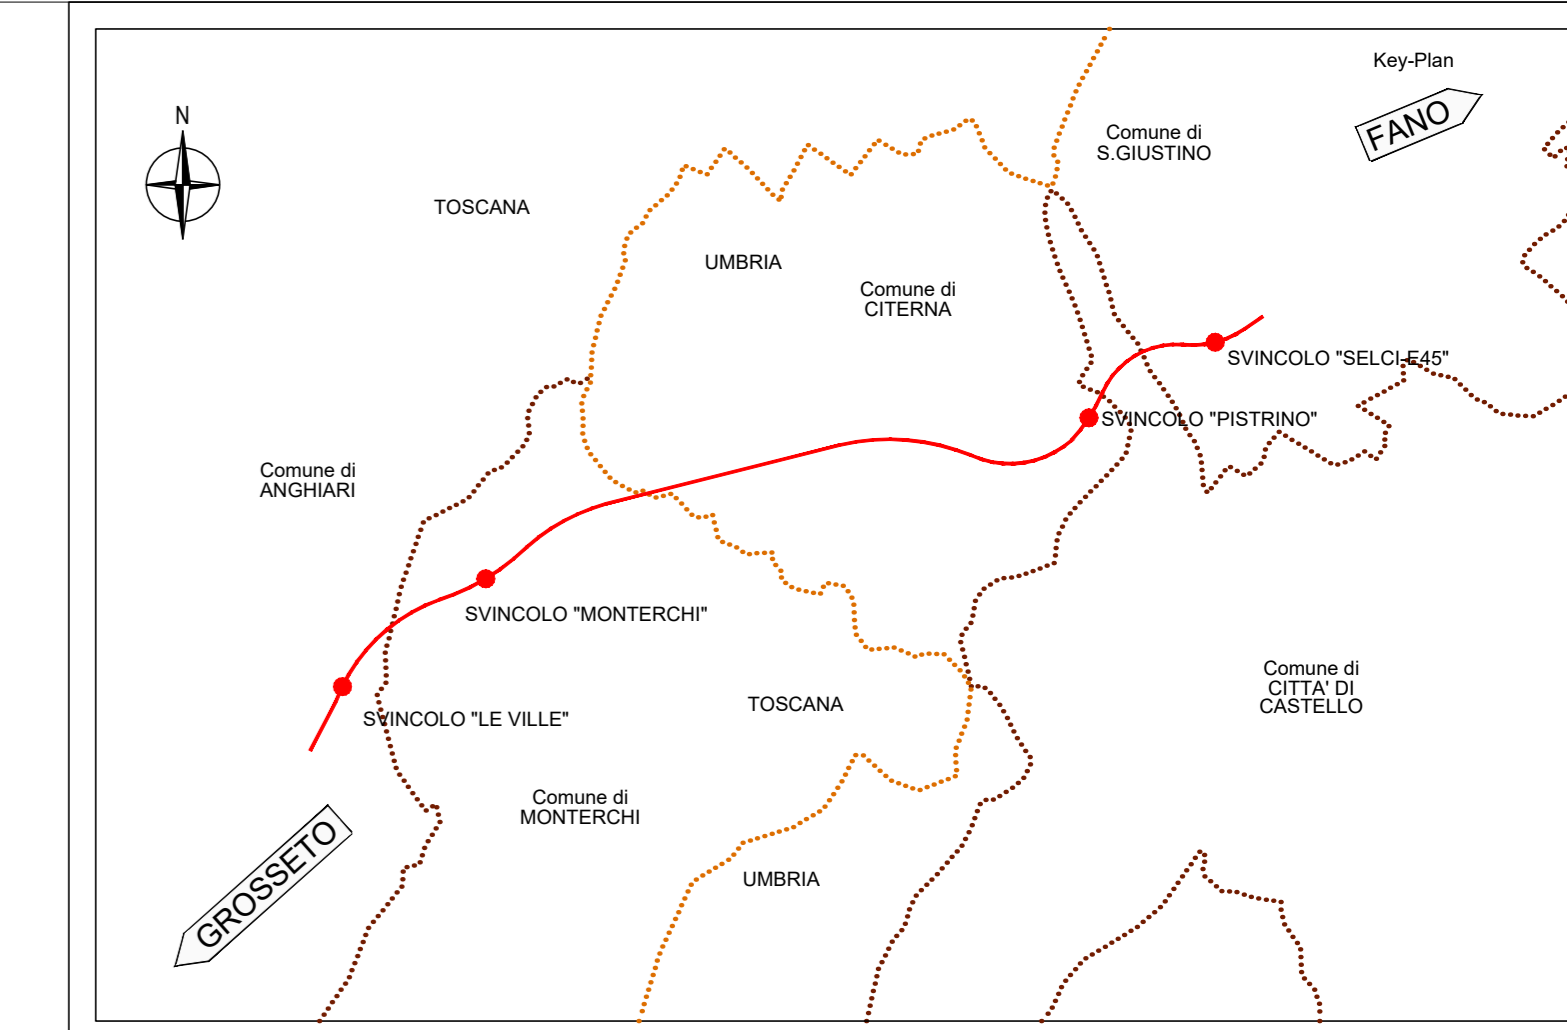 Key-Plan
FANO
N
Comune di
S.GIUSTINO
TOSCANA
UMBRIA
Comune di
CITERNA
SVINCOLO "SELCI-E45"
SVINCOLO "PISTRINO"
Comune di
ANGHIARI
SVINCOLO "MONTERCHI"
Comune di
CITTA' DI
CASTELLO
TOSCANA
SVINCOLO "LE VILLE"
Comune di
MONTERCHI
GROSSETO
UMBRIA